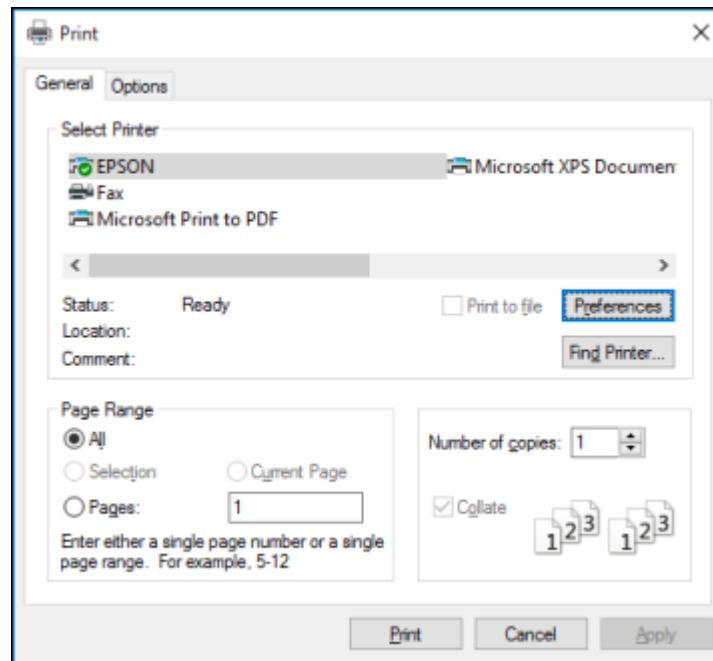 Print
General Options
Select Printer
EPSON Microsoft XPS Documen
Fax
Microsoft Print to PDF
Status: Ready Print to file Preferences
Location:
Comment: Find Printer...
Page Range
All Number of copies: 1
Selection Current Page
Pages: 1 Collate 1 2 3 1 2 3
Enter either a single page number or a single
page range. For example, 5-12
Print Cancel Apply